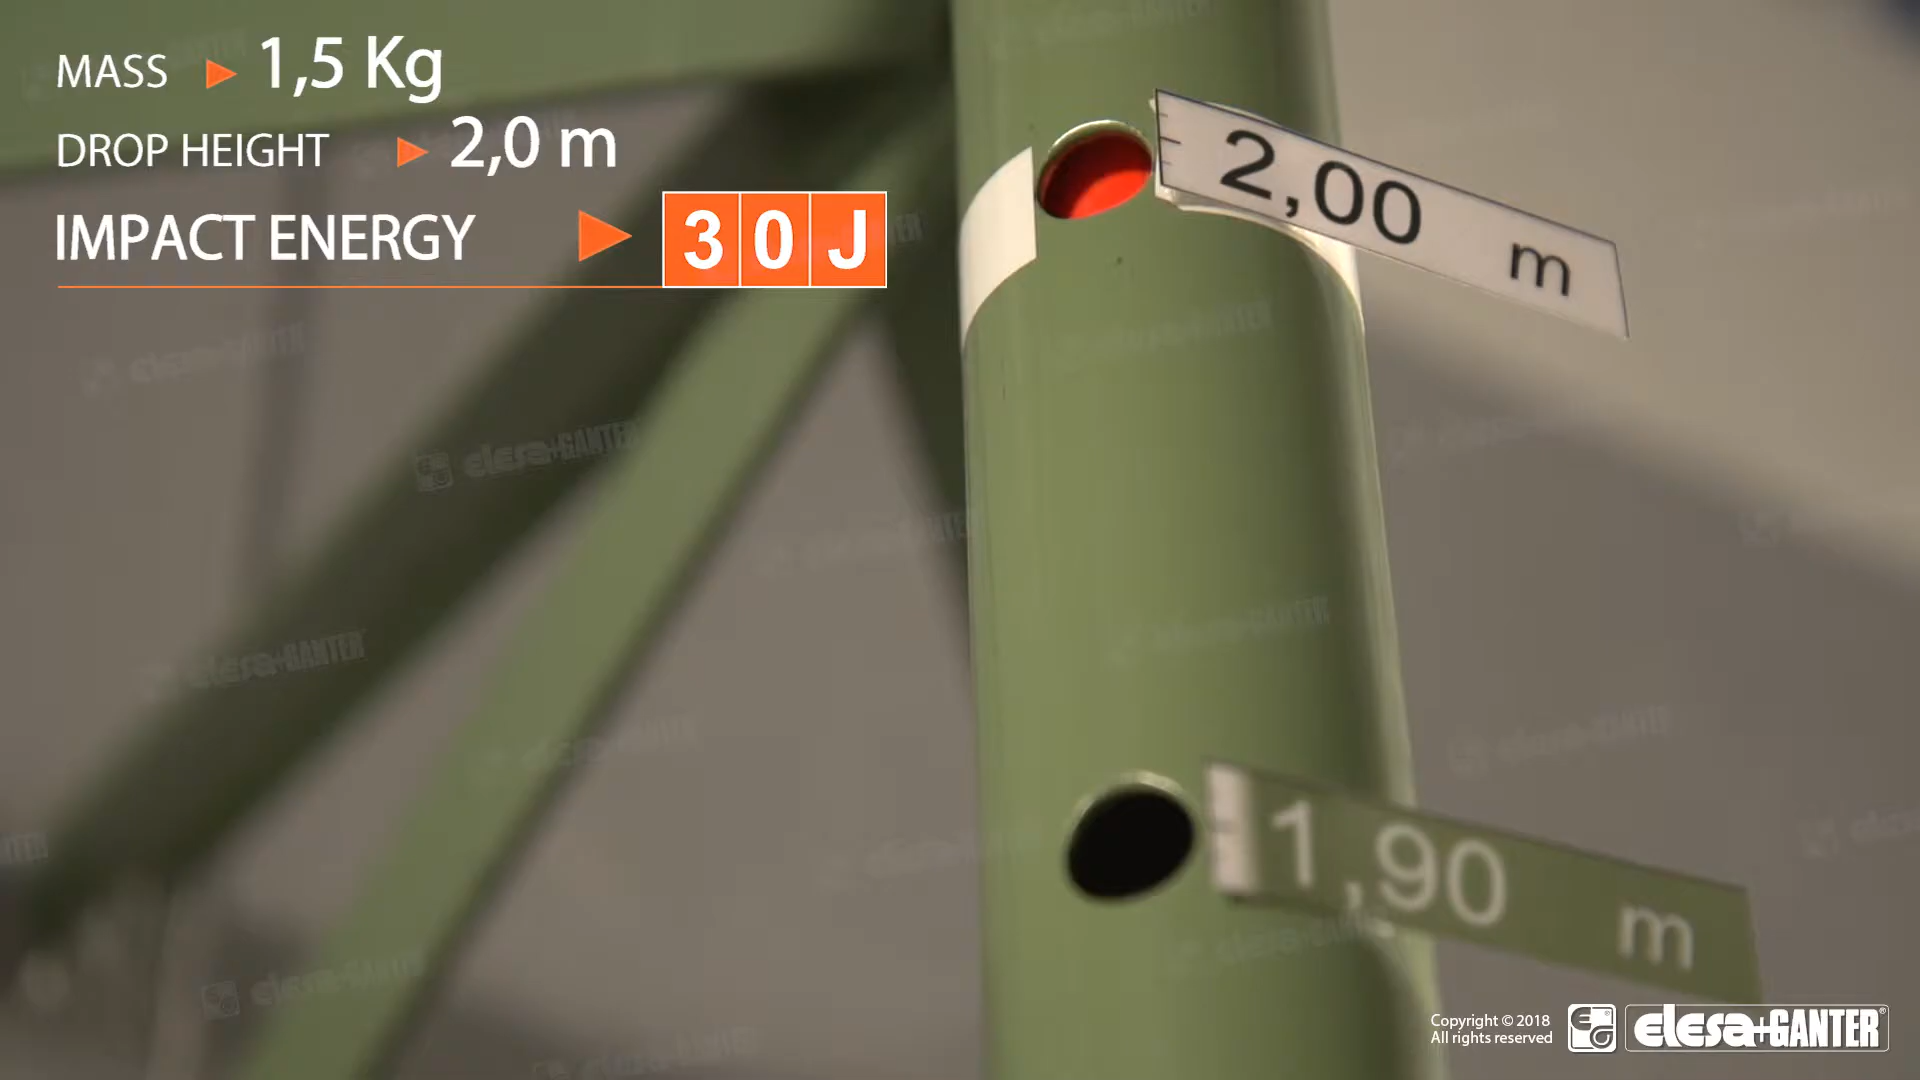 MASS ▶ 1,5 Kg
DROP HEIGHT ▶ 2,0 m
IMPACT ENERGY ▶ 30J
2,00 m
1,90 m
Copyright © 2018
All rights reserved
elesa+GANTER®